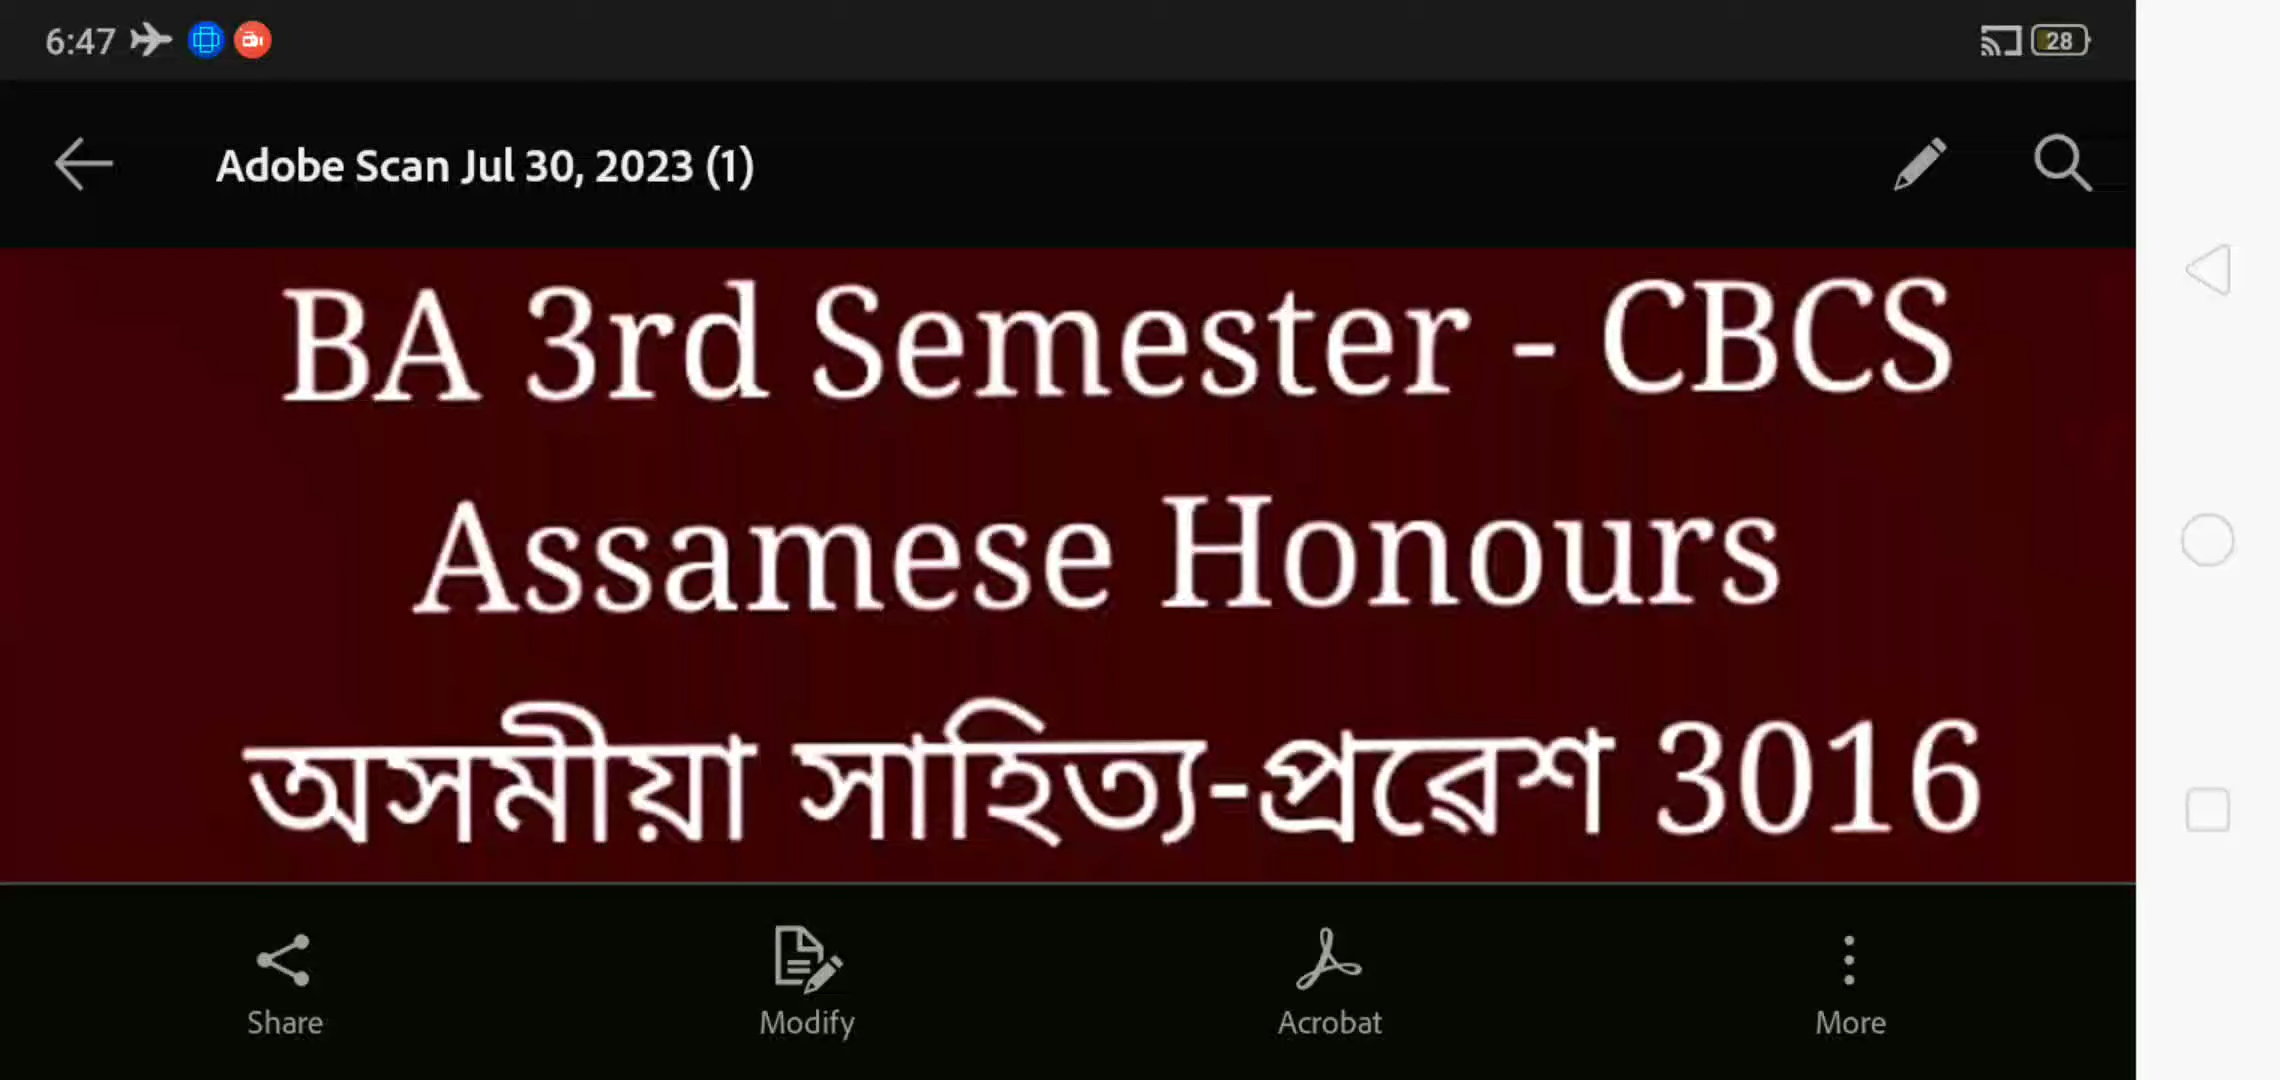 6:47 28
Adobe Scan Jul 30, 2023 (1)
BA 3rd Semester - CBCS
Assamese Honours
অসমীয়া সাহিত্য-প্ৰৱেশ 3016
Share Modify Acrobat More